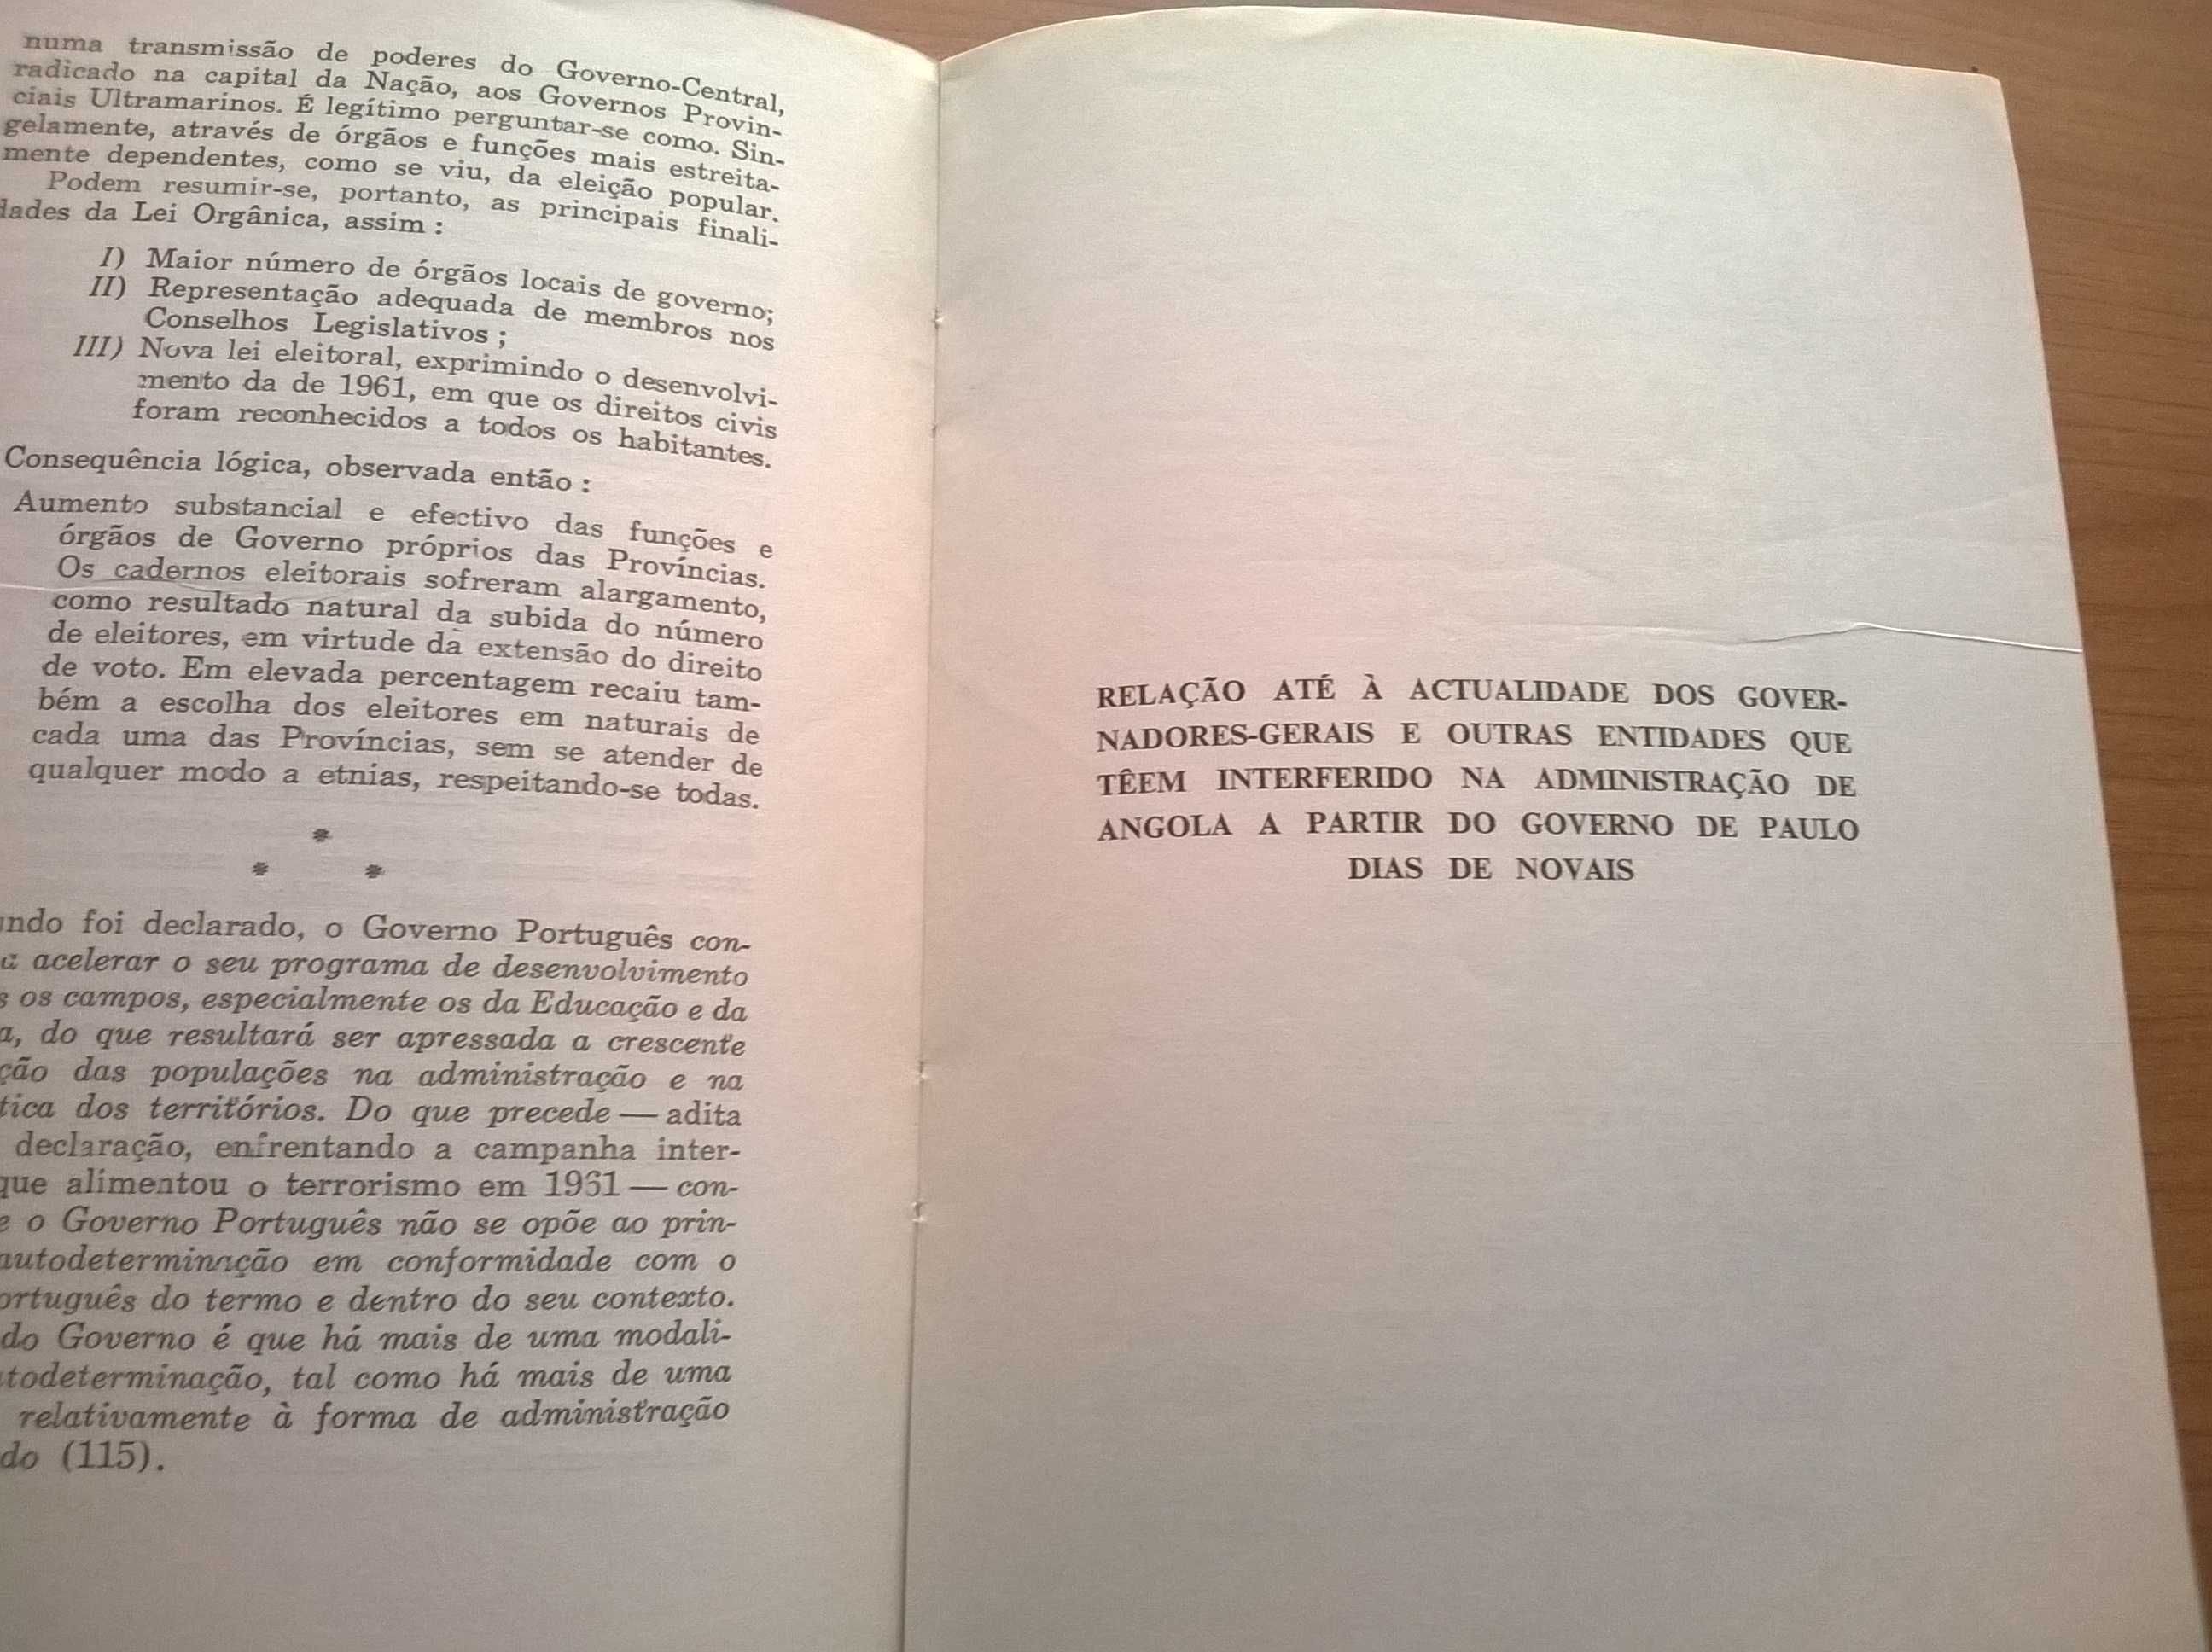 numa transmissão de poderes do Governo-Central,
radicado na capital da Nação, aos Governos Provin-
ciais Ultramarinos. É legítimo perguntar-se como. Sin-
gelamente, através de órgãos e funções mais estreita-
mente dependentes, como se viu, da eleição popular.
Podem resumir-se, portanto, as principais finali-
dades da Lei Orgânica, assim :
I) Maior número de órgãos locais de governo;
II) Representação adequada de membros nos
Conselhos Legislativos ;
III) Nova lei eleitoral, exprimindo o desenvolvi-
mento da de 1961, em que os direitos civis
foram reconhecidos a todos os habitantes.
Consequência lógica, observada então :
Aumento substancial e efectivo das funções e
órgãos de Governo próprios das Províncias.
Os cadernos eleitorais sofreram alargamento,
como resultado natural da subida do número
de eleitores, em virtude da extensão do direito
de voto. Em elevada percentagem recaiu tam-
bém a escolha dos eleitores em naturais de
cada uma das Províncias, sem se atender de
qualquer modo a etnias, respeitando-se todas.
*
* *
ndo foi declarado, o Governo Português con-
a acelerar o seu programa de desenvolvimento
s os campos, especialmente os da Educação e da
a, do que resultará ser apressada a crescente
ção das populações na administração e na
tica dos territórios. Do que precede — adita
declaração, enfrentando a campanha inter-
que alimentou o terrorismo em 1961 — con-
e o Governo Português não se opõe ao prin-
autodeterminação em conformidade com o
ortuguês do termo e dentro do seu contexto.
do Governo é que há mais de uma modali-
todeterminação, tal como há mais de uma
relativamente à forma de administração
do (115).
RELAÇÃO ATÉ À ACTUALIDADE DOS GOVER-
NADORES-GERAIS E OUTRAS ENTIDADES QUE
TÊEM INTERFERIDO NA ADMINISTRAÇÃO DE
ANGOLA A PARTIR DO GOVERNO DE PAULO
DIAS DE NOVAIS